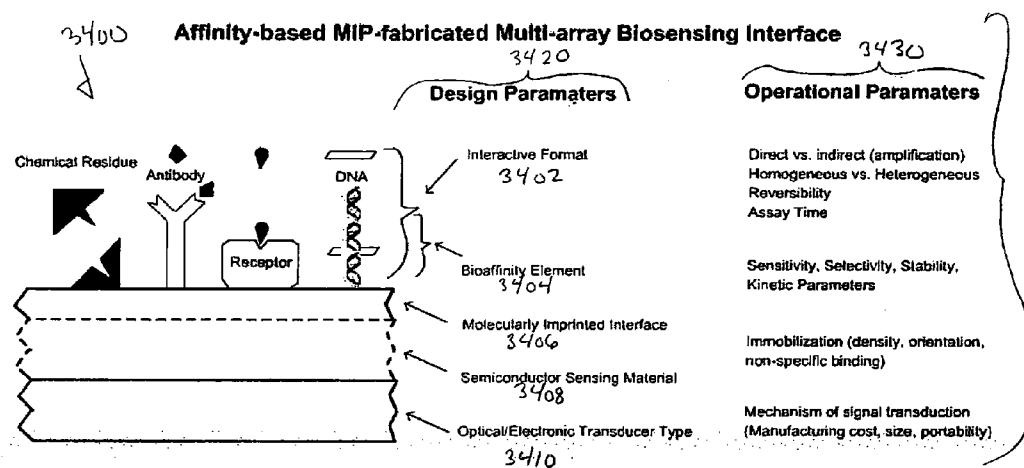 3400
Affinity-based MIP-fabricated Multi-array Biosensing Interface
3420
3430
Design Paramaters
Operational Paramaters
Chemical Residue
Antibody
DNA
Receptor
Interactive Format
3402
Direct vs. indirect (amplification)
Homogeneous vs. Heterogeneous
Reversibility
Assay Time
Bioaffinity Element
3404
Sensitivity, Selectivity, Stability,
Kinetic Parameters
Molecularly Imprinted Interface
3406
Immobilization (density, orientation,
non-specific binding)
Semiconductor Sensing Material
3408
Optical/Electronic Transducer Type
3410
Mechanism of signal transduction
(Manufacturing cost, size, portability)